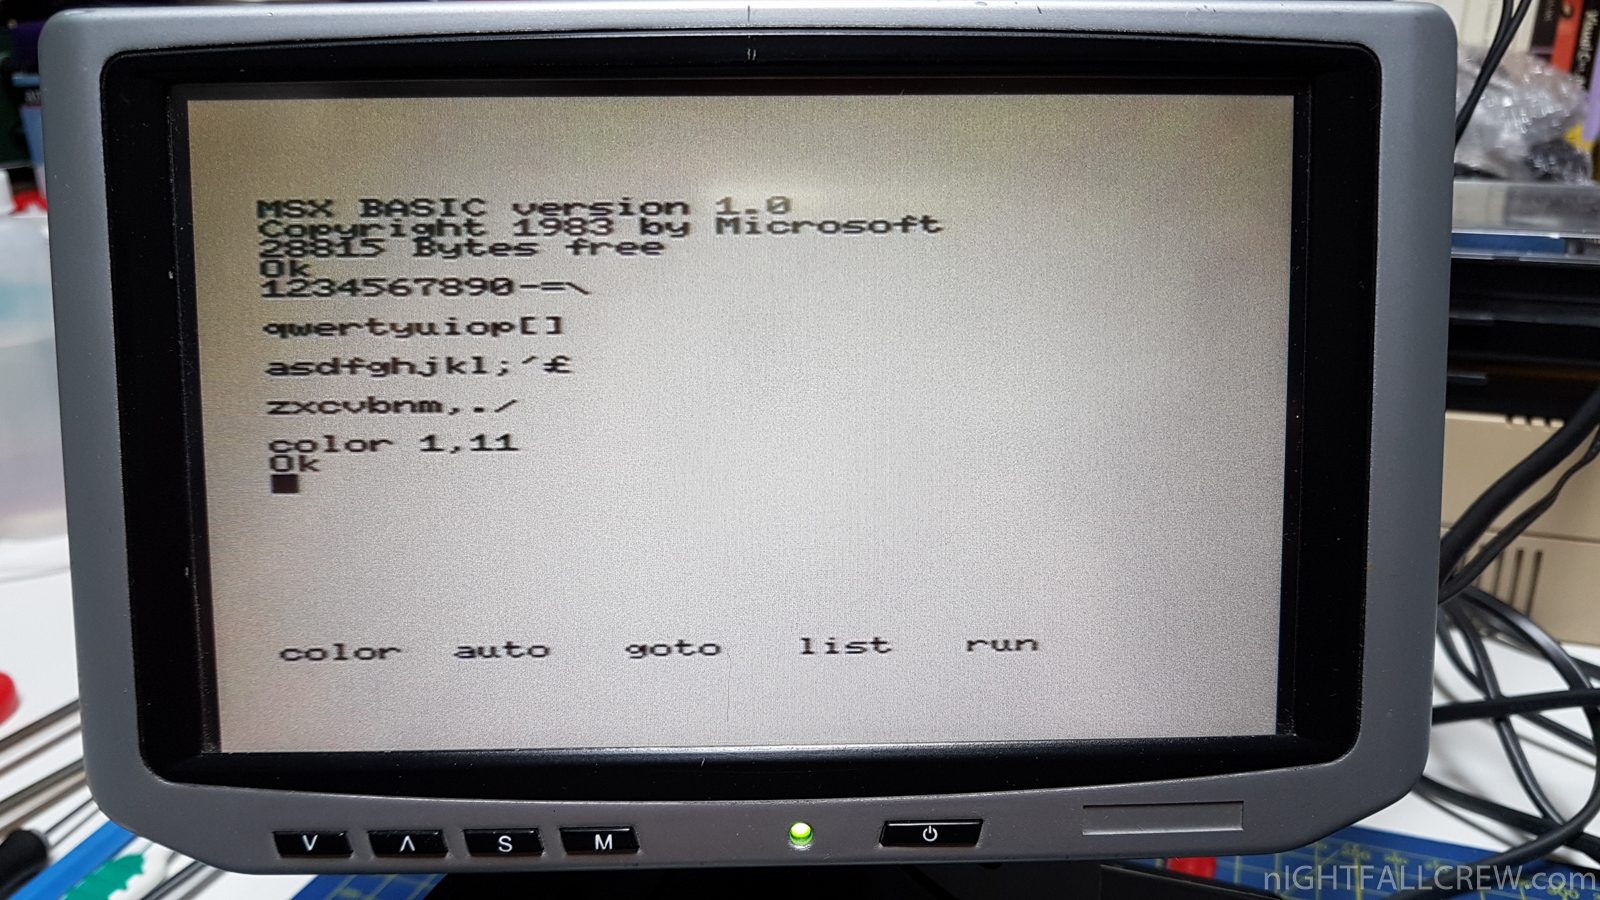 MSX BASIC version 1.0
Copyright 1983 by Microsoft
28815 Bytes free
Ok
1234567890-=\
qwertyuiop[]
asdfghjkl;´£
zxcvbnm,./
color 1,11
Ok
color auto goto list run
V Λ S M
nIGHTFALLCREW.com